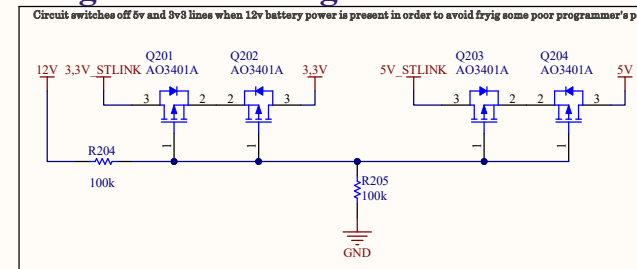 Circuit switches off 5v and 3v3 lines when 12v battery power is present in order to avoid fryig some poor programmer's p
Q201 Q202 Q203 Q204
12V 3,3V_STLINK AO3401A AO3401A 3,3V 5V_STLINK AO3401A AO3401A 5V
3 2 2 3 3 2 2 3
1 1 1 1
R204
100k
R205
100k
GND